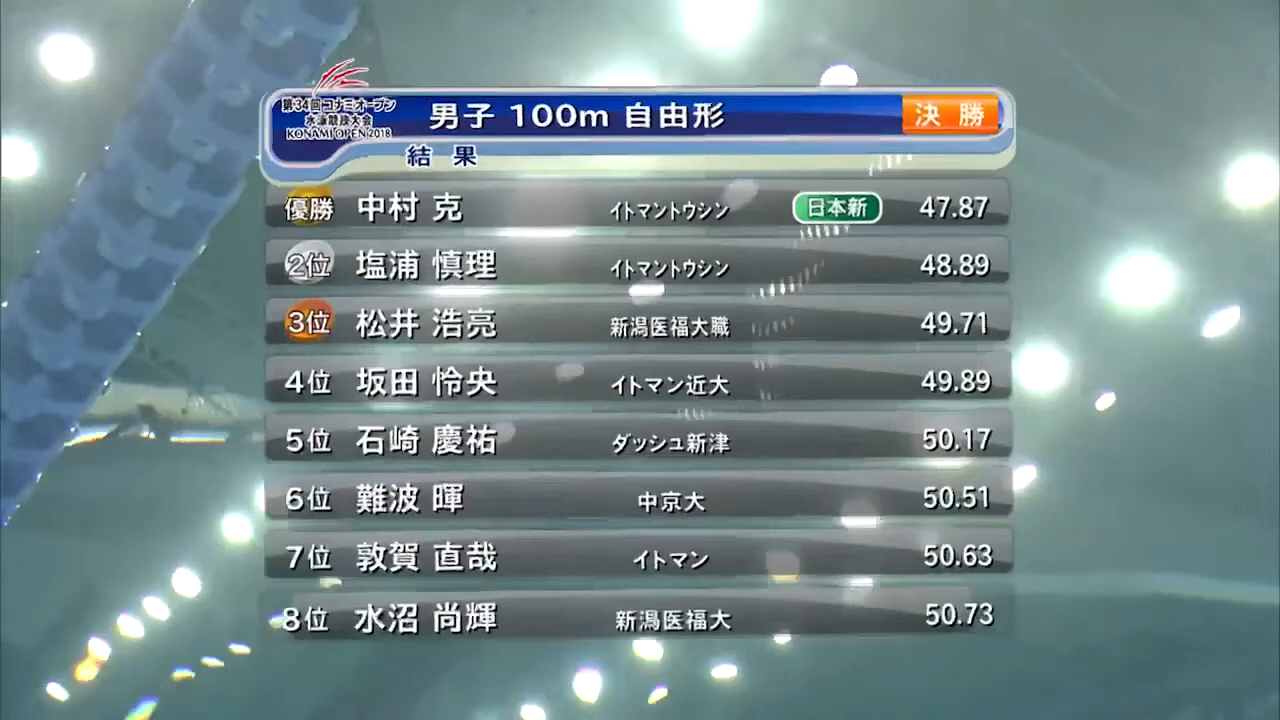 第34回 コナミオープン
水泳競技大会
KONAMI OPEN 2018
男子 100m 自由形 決勝
結果
優勝 中村 克 イトマントウシン 日本新 47.87
2位 塩浦 慎理 イトマントウシン 48.89
3位 松井 浩亮 新潟医福大職 49.71
4位 坂田 怜央 イトマン近大 49.89
5位 石崎 慶祐 ダッシュ新津 50.17
6位 難波 暉 中京大 50.51
7位 敦賀 直哉 イトマン 50.63
8位 水沼 尚輝 新潟医福大 50.73